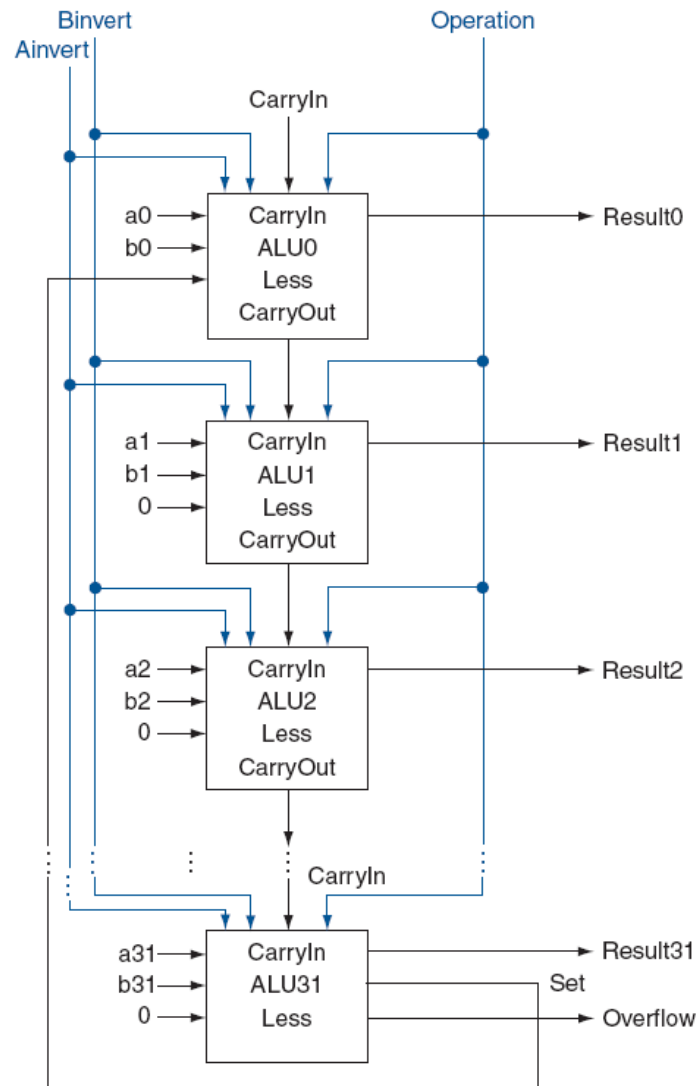 Binvert
Operation
Ainvert
CarryIn
a0
CarryIn
Result0
b0
ALU0
Less
CarryOut
a1
CarryIn
Result1
b1
ALU1
0
Less
CarryOut
a2
CarryIn
Result2
b2
ALU2
0
Less
CarryOut
CarryIn
a31
CarryIn
Result31
b31
ALU31
Set
0
Less
Overflow